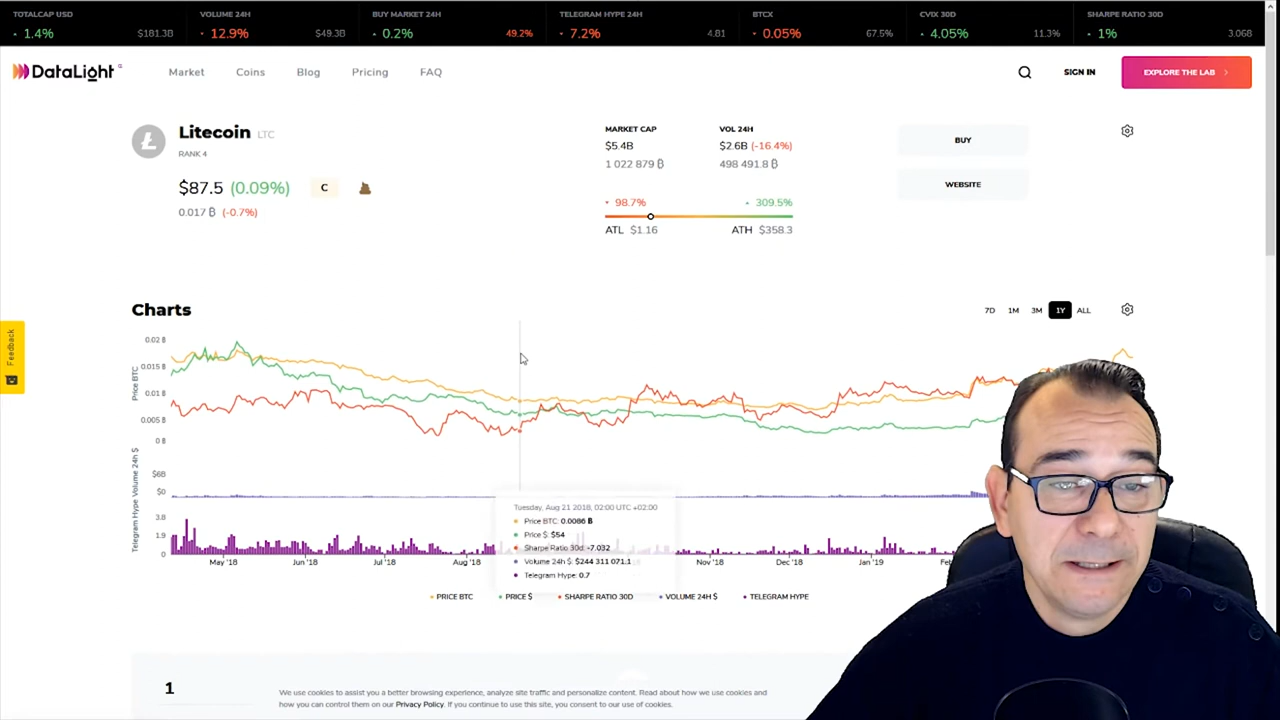 TOTALCAP USD
1.4% $181.3B
VOLUME 24H
12.9% $49.3B
BUY MARKET 24H
0.2% 49.2%
TELEGRAM HYPE 24H
7.2% 4.81
BTCX
0.05% 67.5%
CVIX 30D
4.05% 11.3%
SHARPE RATIO 30D
1% 3.068
DataLight
Market Coins Blog Pricing FAQ
SIGN IN
EXPLORE THE LAB
Litecoin LTC
RANK 4
$87.5 (0.09%) C
0.017 ₿ (-0.7%)
MARKET CAP
$5.4B
1 022 879 ₿
VOL 24H
$2.6B (-16.4%)
498 491.8 ₿
98.7% 309.5%
ATL $1.16 ATH $358.3
BUY
WEBSITE
Feedback
Charts
7D 1M 3M 1Y ALL
Price BTC
0.02 ฿
0.015 ฿
0.01 ฿
0.005 ฿
0 ฿
Volume 24h $
$6B
$0
Telegram Hype
3.8
1.9
0
May '18 Jun '18 Jul '18 Aug '18 Nov '18 Dec '18 Jan '19
Tuesday, Aug 21 2018, 02:00 UTC +02:00
Price BTC: 0.0086 ฿
Price $: $54
Sharpe Ratio 30d: -7.032
Volume 24h $: $244 311 071.1
Telegram Hype: 0.7
PRICE BTC PRICE $ SHARPE RATIO 30D VOLUME 24H $ TELEGRAM HYPE
1
We use cookies to assist you a better browsing experience, analyze site traffic and personalize content. Read about how we use cookies and
how you can control them on our Privacy Policy. If you continue to use this site, you consent to our use of cookies.